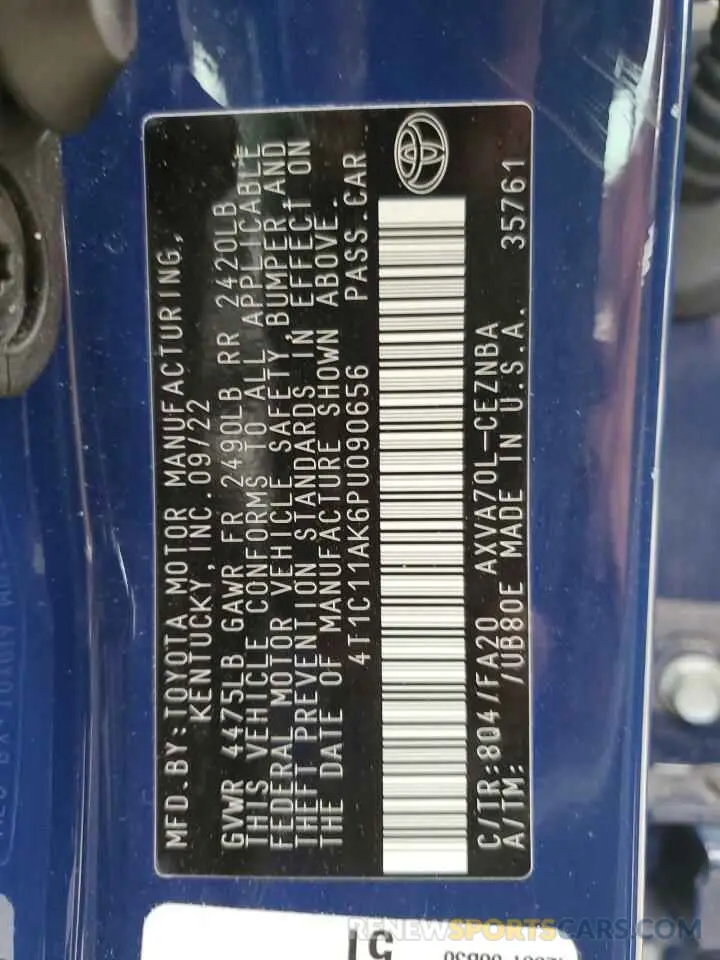 MFD.BY:TOYOTA MOTOR MANUFACTURING,
KENTUCKY,INC.09/22
GVWR 4475LB GAWR FR 2490LB RR 2420LB
THIS VEHICLE CONFORMS TO ALL APPLICABLE
FEDERAL MOTOR VEHICLE SAFETY, BUMPER AND
THEFT PREVENTION STANDARDS IN EFFECT ON
THE DATE OF MANUFACTURE SHOWN ABOVE.
4T1C11AK6PU090656 PASS.CAR
C/TR:804/FA20 AXVA70L-CEZNBA
A/TM: /UB80E MADE IN U.S.A. 35761
51
RENEWSPORTSCARS.COM